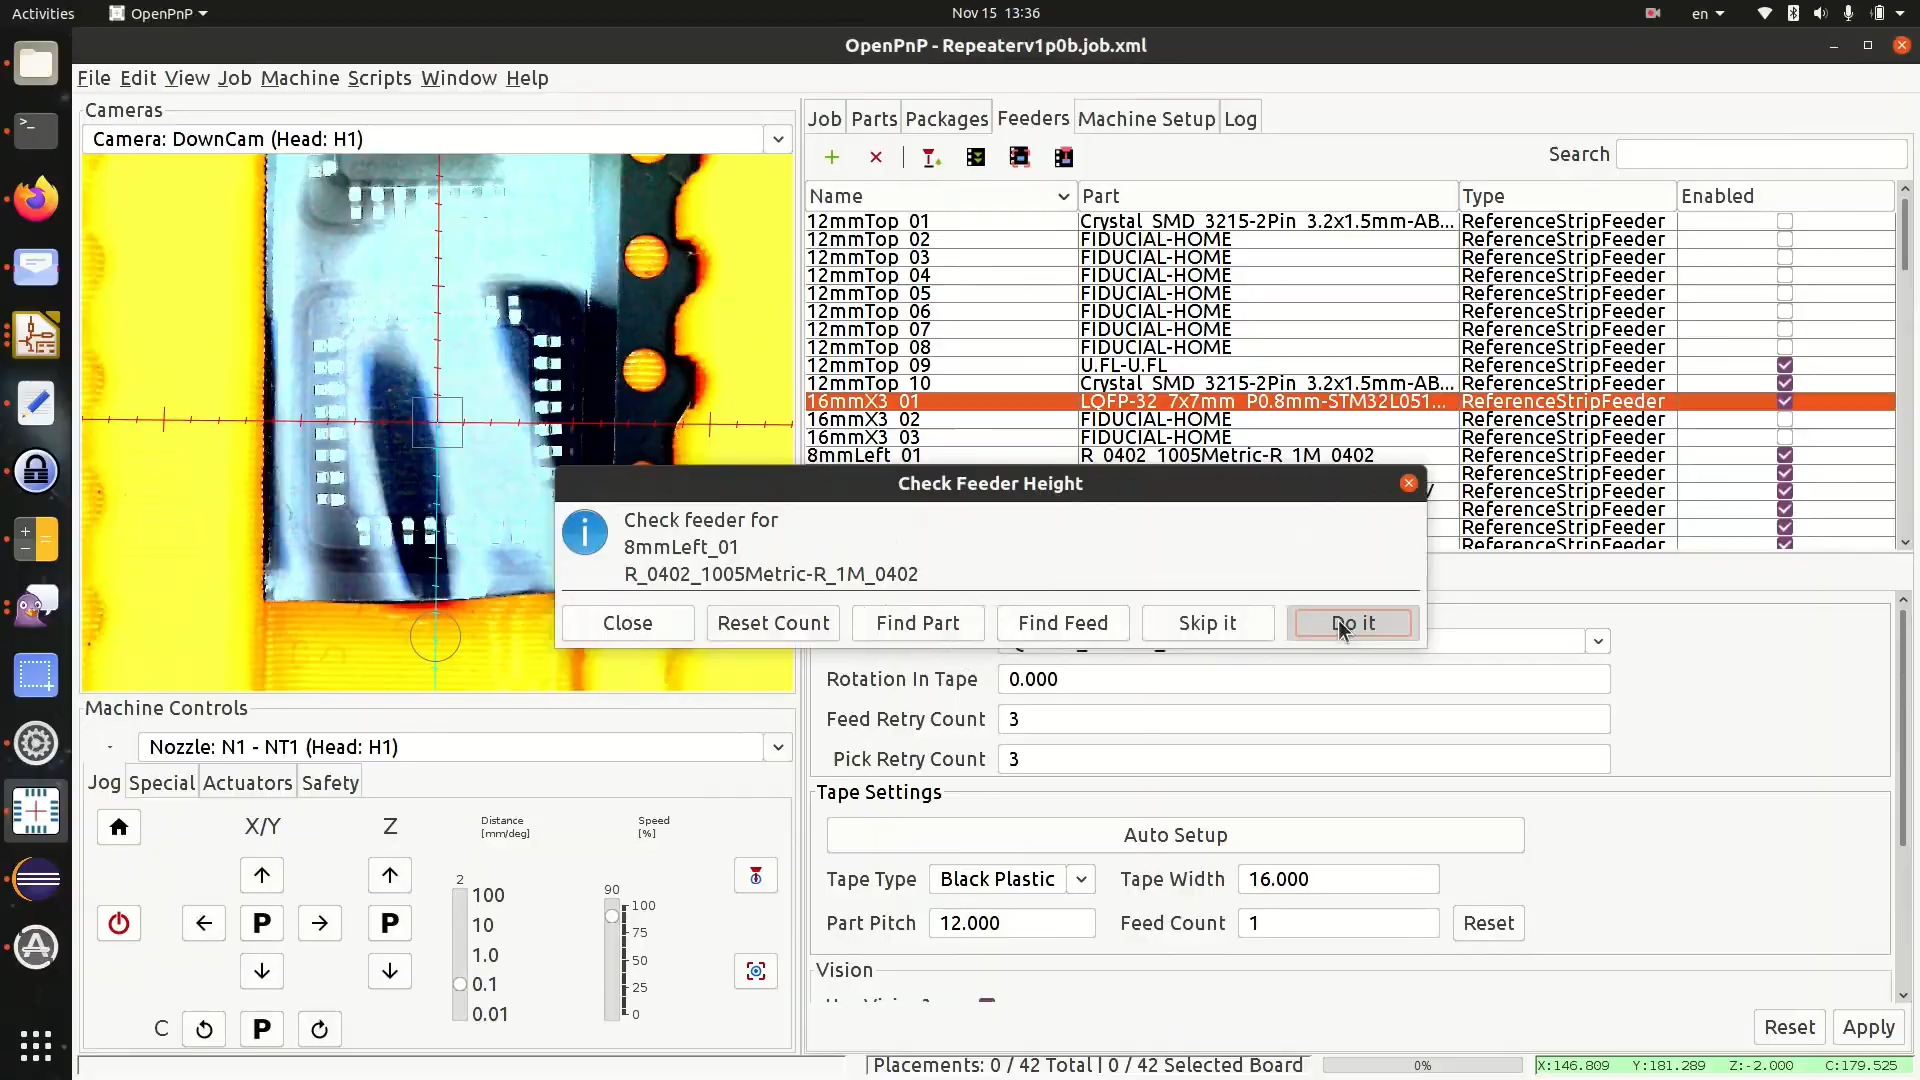 Activities
OpenPnP
Nov 15 13:36
en
OpenPnP - Repeaterv1p0b.job.xml
File Edit View Job Machine Scripts Window Help
Cameras
Camera: DownCam (Head: H1)
Job Parts Packages Feeders Machine Setup Log
Search
Name Part Type Enabled
12mmTop_01 Crystal_SMD_3215-2Pin_3.2x1.5mm-AB... ReferenceStripFeeder
12mmTop_02 FIDUCIAL-HOME ReferenceStripFeeder
12mmTop_03 FIDUCIAL-HOME ReferenceStripFeeder
12mmTop_04 FIDUCIAL-HOME ReferenceStripFeeder
12mmTop_05 FIDUCIAL-HOME ReferenceStripFeeder
12mmTop_06 FIDUCIAL-HOME ReferenceStripFeeder
12mmTop_07 FIDUCIAL-HOME ReferenceStripFeeder
12mmTop_08 FIDUCIAL-HOME ReferenceStripFeeder
12mmTop_09 U.FL-U.FL ReferenceStripFeeder
12mmTop_10 Crystal_SMD_3215-2Pin_3.2x1.5mm-AB... ReferenceStripFeeder
16mmX3_01 LQFP-32_7x7mm_P0.8mm-STM32L051... ReferenceStripFeeder
16mmX3_02 FIDUCIAL-HOME ReferenceStripFeeder
16mmX3_03 FIDUCIAL-HOME ReferenceStripFeeder
8mmLeft_01 R_0402_1005Metric-R_1M_0402 ReferenceStripFeeder
ReferenceStripFeeder
ReferenceStripFeeder
ReferenceStripFeeder
ReferenceStripFeeder
ReferenceStripFeeder
Check Feeder Height
Check feeder for
8mmLeft_01
R_0402_1005Metric-R_1M_0402
Close Reset Count Find Part Find Feed Skip it Do it
Rotation In Tape 0.000
Feed Retry Count 3
Pick Retry Count 3
Tape Settings
Auto Setup
Tape Type Black Plastic Tape Width 16.000
Part Pitch 12.000 Feed Count 1 Reset
Vision
Reset Apply
Machine Controls
Nozzle: N1 - NT1 (Head: H1)
Jog Special Actuators Safety
X/Y Z Distance [mm/deg] Speed [%]
2
100
10
1.0
0.1
0.01
90
100
75
50
25
0
P P
C P
Placements: 0 / 42 Total | 0 / 42 Selected Board 0% X:146.809 Y:181.289 Z:-2.000 C:179.525